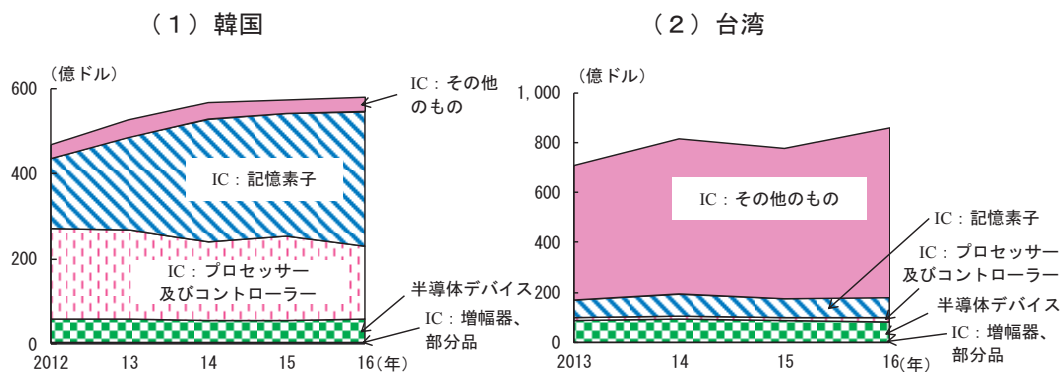 （１）韓国
（億ドル）
600
400
200
0
2012
13
14
15
16(年)
IC：その他
のもの
IC：記憶素子
IC：プロセッサー
及びコントローラー
半導体デバイス
IC：増幅器、
部分品
（２）台湾
（億ドル）
1,000
800
600
400
200
0
2013
14
15
16(年)
IC：その他のもの
IC：記憶素子
IC：プロセッサー
及びコントローラー
半導体デバイス
IC：増幅器、
部分品